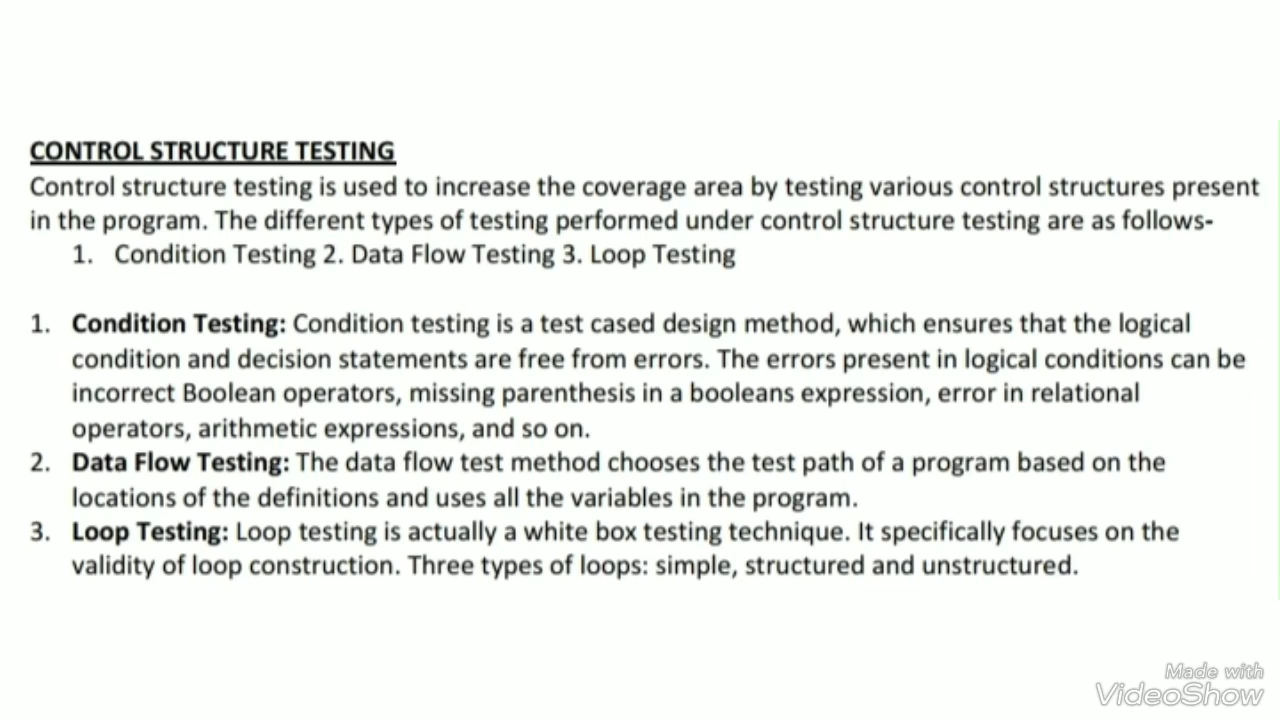 CONTROL STRUCTURE TESTING
Control structure testing is used to increase the coverage area by testing various control structures present
in the program. The different types of testing performed under control structure testing are as follows-
1. Condition Testing 2. Data Flow Testing 3. Loop Testing
1. Condition Testing: Condition testing is a test cased design method, which ensures that the logical
condition and decision statements are free from errors. The errors present in logical conditions can be
incorrect Boolean operators, missing parenthesis in a booleans expression, error in relational
operators, arithmetic expressions, and so on.
2. Data Flow Testing: The data flow test method chooses the test path of a program based on the
locations of the definitions and uses all the variables in the program.
3. Loop Testing: Loop testing is actually a white box testing technique. It specifically focuses on the
validity of loop construction. Three types of loops: simple, structured and unstructured.
Made with
VideoShow